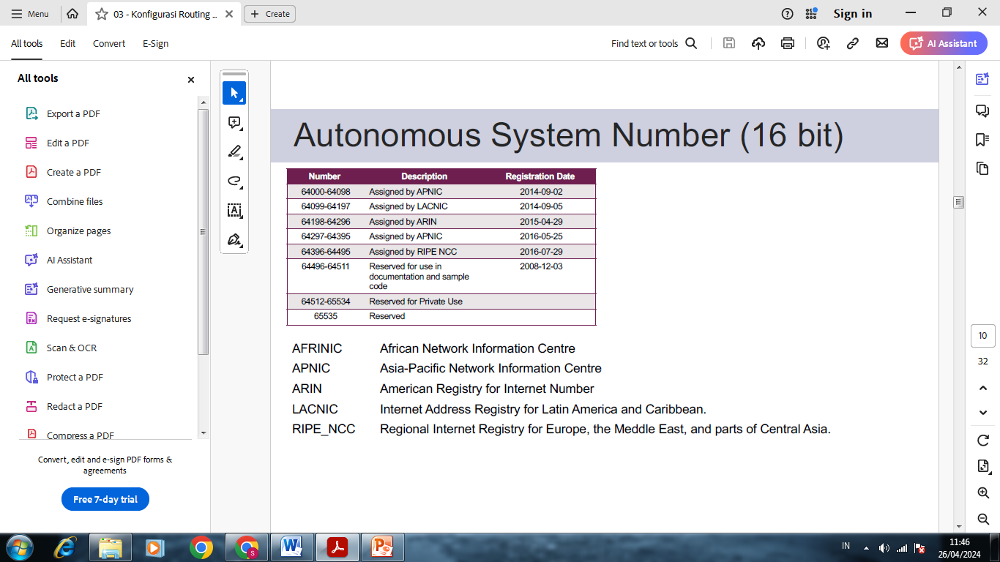 Menu
03 - Konfigurasi Routing ...
Create
Sign in
All tools Edit Convert E-Sign
Find text or tools
AI Assistant
All tools
Export a PDF
Edit a PDF
Create a PDF
Combine files
Organize pages
AI Assistant
Generative summary
Request e-signatures
Scan & OCR
Protect a PDF
Redact a PDF
Compress a PDF
Convert, edit and e-sign PDF forms &
agreements
Free 7-day trial
Autonomous System Number (16 bit)
Number Description Registration Date
64000-64098 Assigned by APNIC 2014-09-02
64099-64197 Assigned by LACNIC 2014-09-05
64198-64296 Assigned by ARIN 2015-04-29
64297-64395 Assigned by APNIC 2016-05-25
64396-64495 Assigned by RIPE NCC 2016-07-29
64496-64511 Reserved for use in 2008-12-03
documentation and sample
code
64512-65534 Reserved for Private Use
65535 Reserved
AFRINIC African Network Information Centre
APNIC Asia-Pacific Network Information Centre
ARIN American Registry for Internet Number
LACNIC Internet Address Registry for Latin America and Caribbean.
RIPE_NCC Regional Internet Registry for Europe, the Meddle East, and parts of Central Asia.
10
32
IN
11:46
26/04/2024